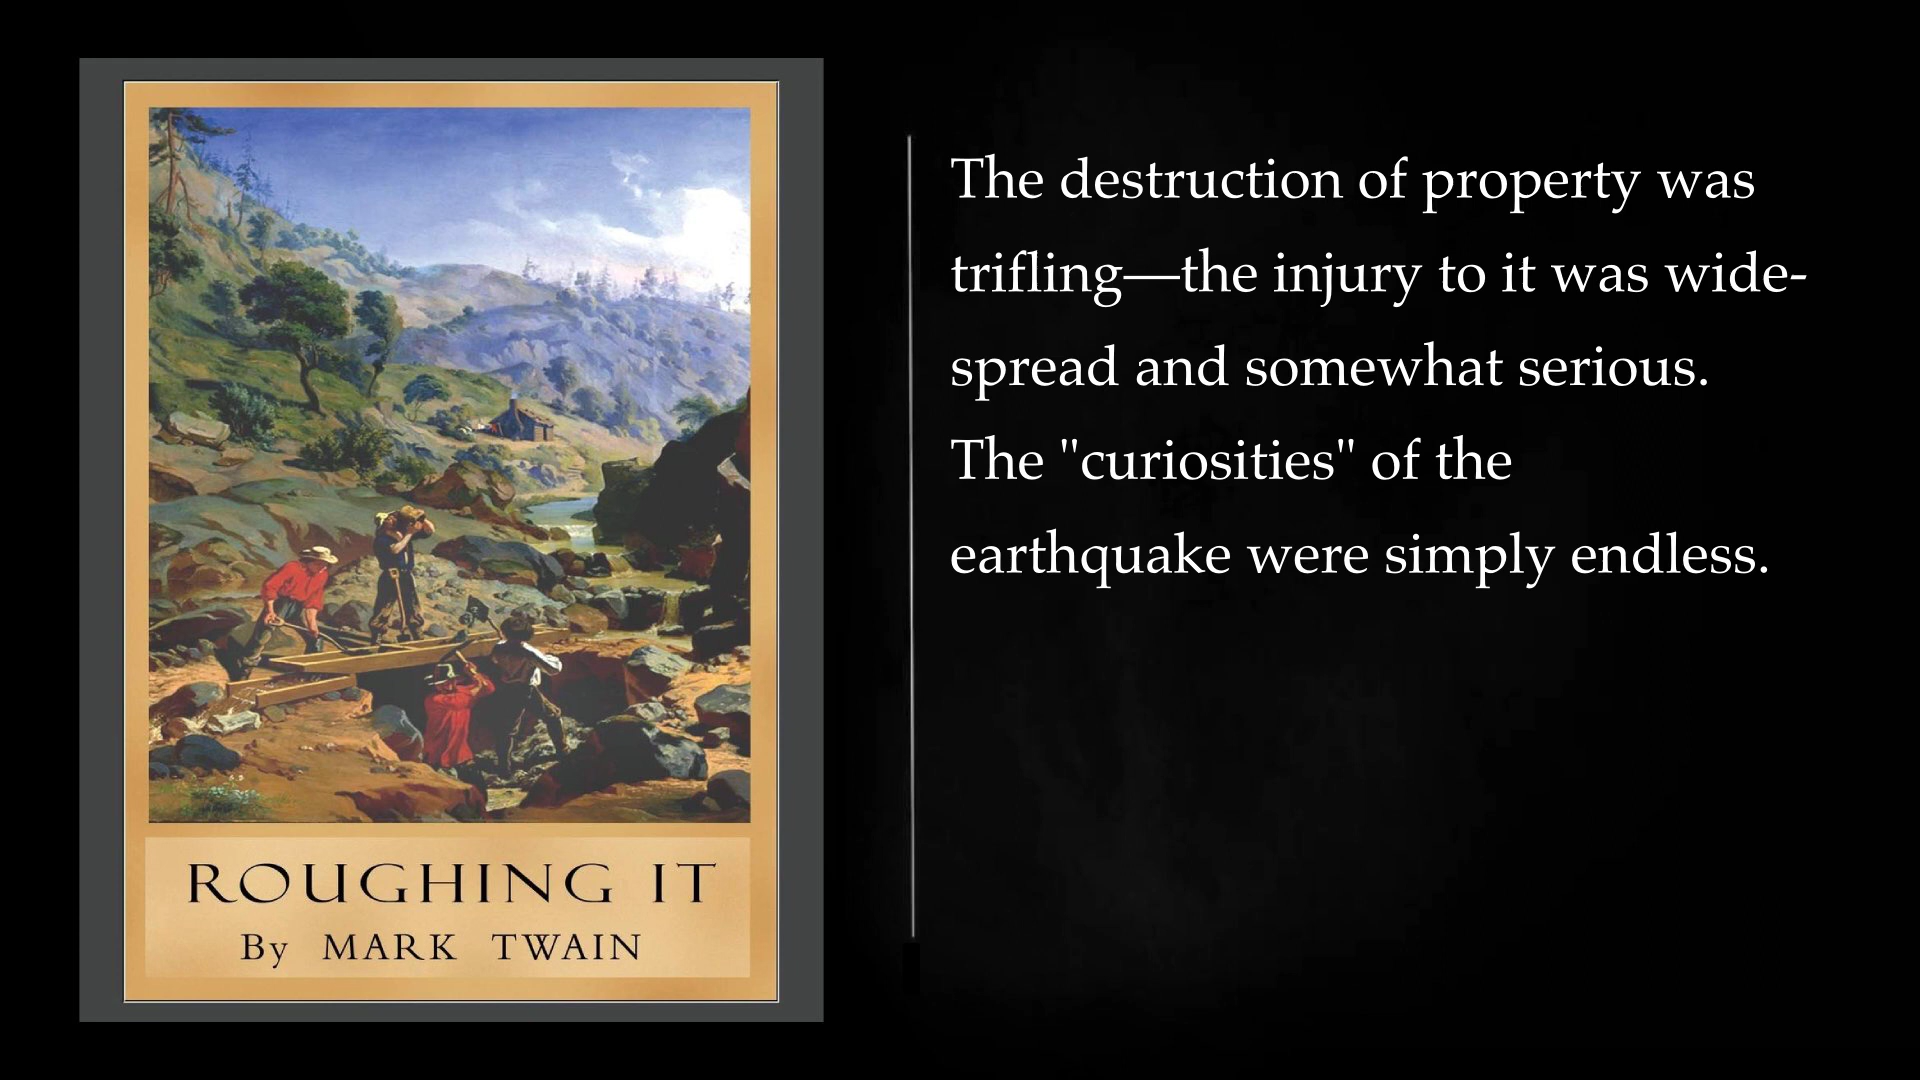 ROUGHING IT
By MARK TWAIN
The destruction of property was
trifling—the injury to it was wide-
spread and somewhat serious.
The "curiosities" of the
earthquake were simply endless.